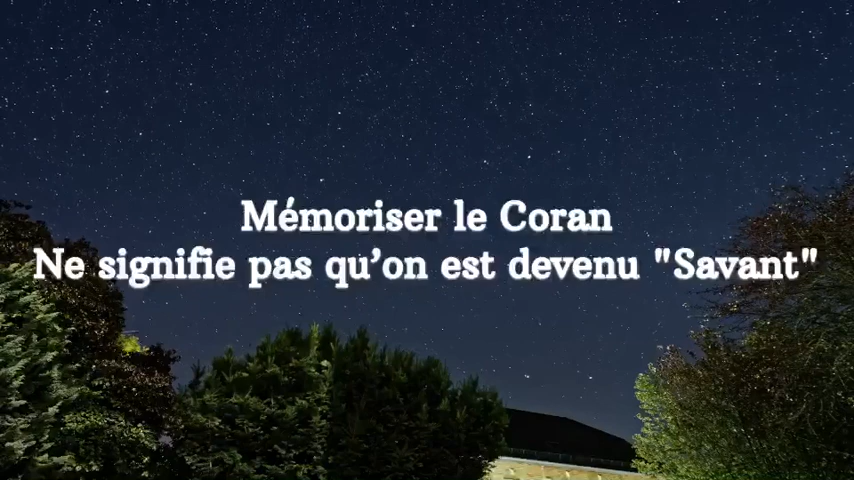 Mémoriser le Coran
Ne signifie pas qu’on est devenu "Savant"